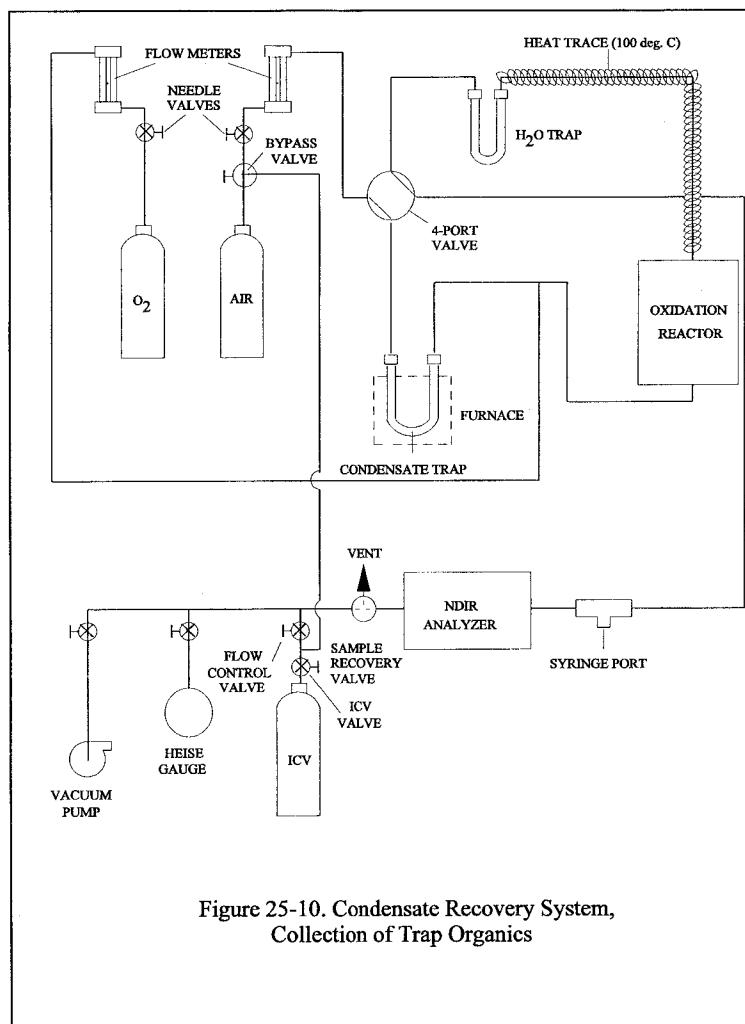 FLOW METERS
HEAT TRACE (100 deg. C)
NEEDLE
VALVES
H2O TRAP
BYPASS
VALVE
4-PORT
VALVE
O2
AIR
OXIDATION
REACTOR
FURNACE
CONDENSATE TRAP
VENT
NDIR
ANALYZER
SYRINGE PORT
FLOW
CONTROL
VALVE
SAMPLE
RECOVERY
VALVE
ICV
VALVE
HEISE
GAUGE
ICV
VACUUM
PUMP
Figure 25-10. Condensate Recovery System,
Collection of Trap Organics